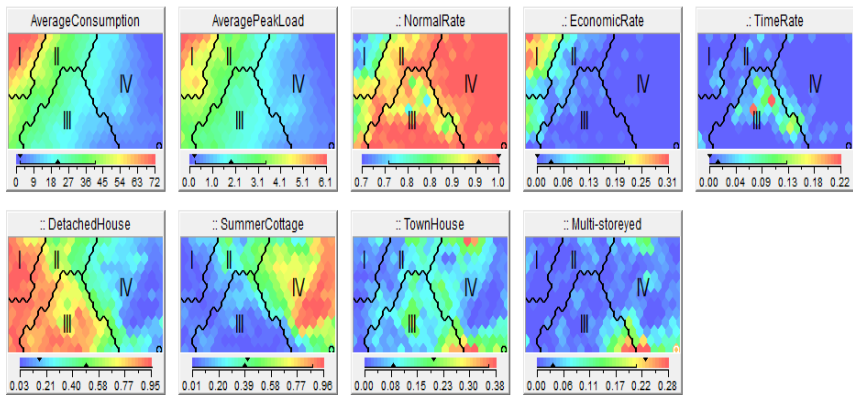 AverageConsumption
I II III IV
0 9 18 27 36 45 54 63 72
AveragePeakLoad
I II III IV
0.0 1.0 2.1 3.1 4.1 5.1 6.1
.: NormalRate
I II III IV
0.7 0.7 0.8 0.8 0.9 1.0 1.0
.: EconomicRate
I II III IV
0.00 0.06 0.13 0.19 0.25 0.31
.: TimeRate
I II III IV
0.00 0.04 0.09 0.13 0.18 0.22
:: DetachedHouse
I II III IV
0.03 0.21 0.40 0.58 0.77 0.95
:: SummerCottage
I II III IV
0.01 0.20 0.39 0.58 0.77 0.96
:: TownHouse
I II III IV
0.00 0.08 0.15 0.23 0.30 0.38
:: Multi-storeyed
I II III IV
0.00 0.06 0.11 0.17 0.22 0.28